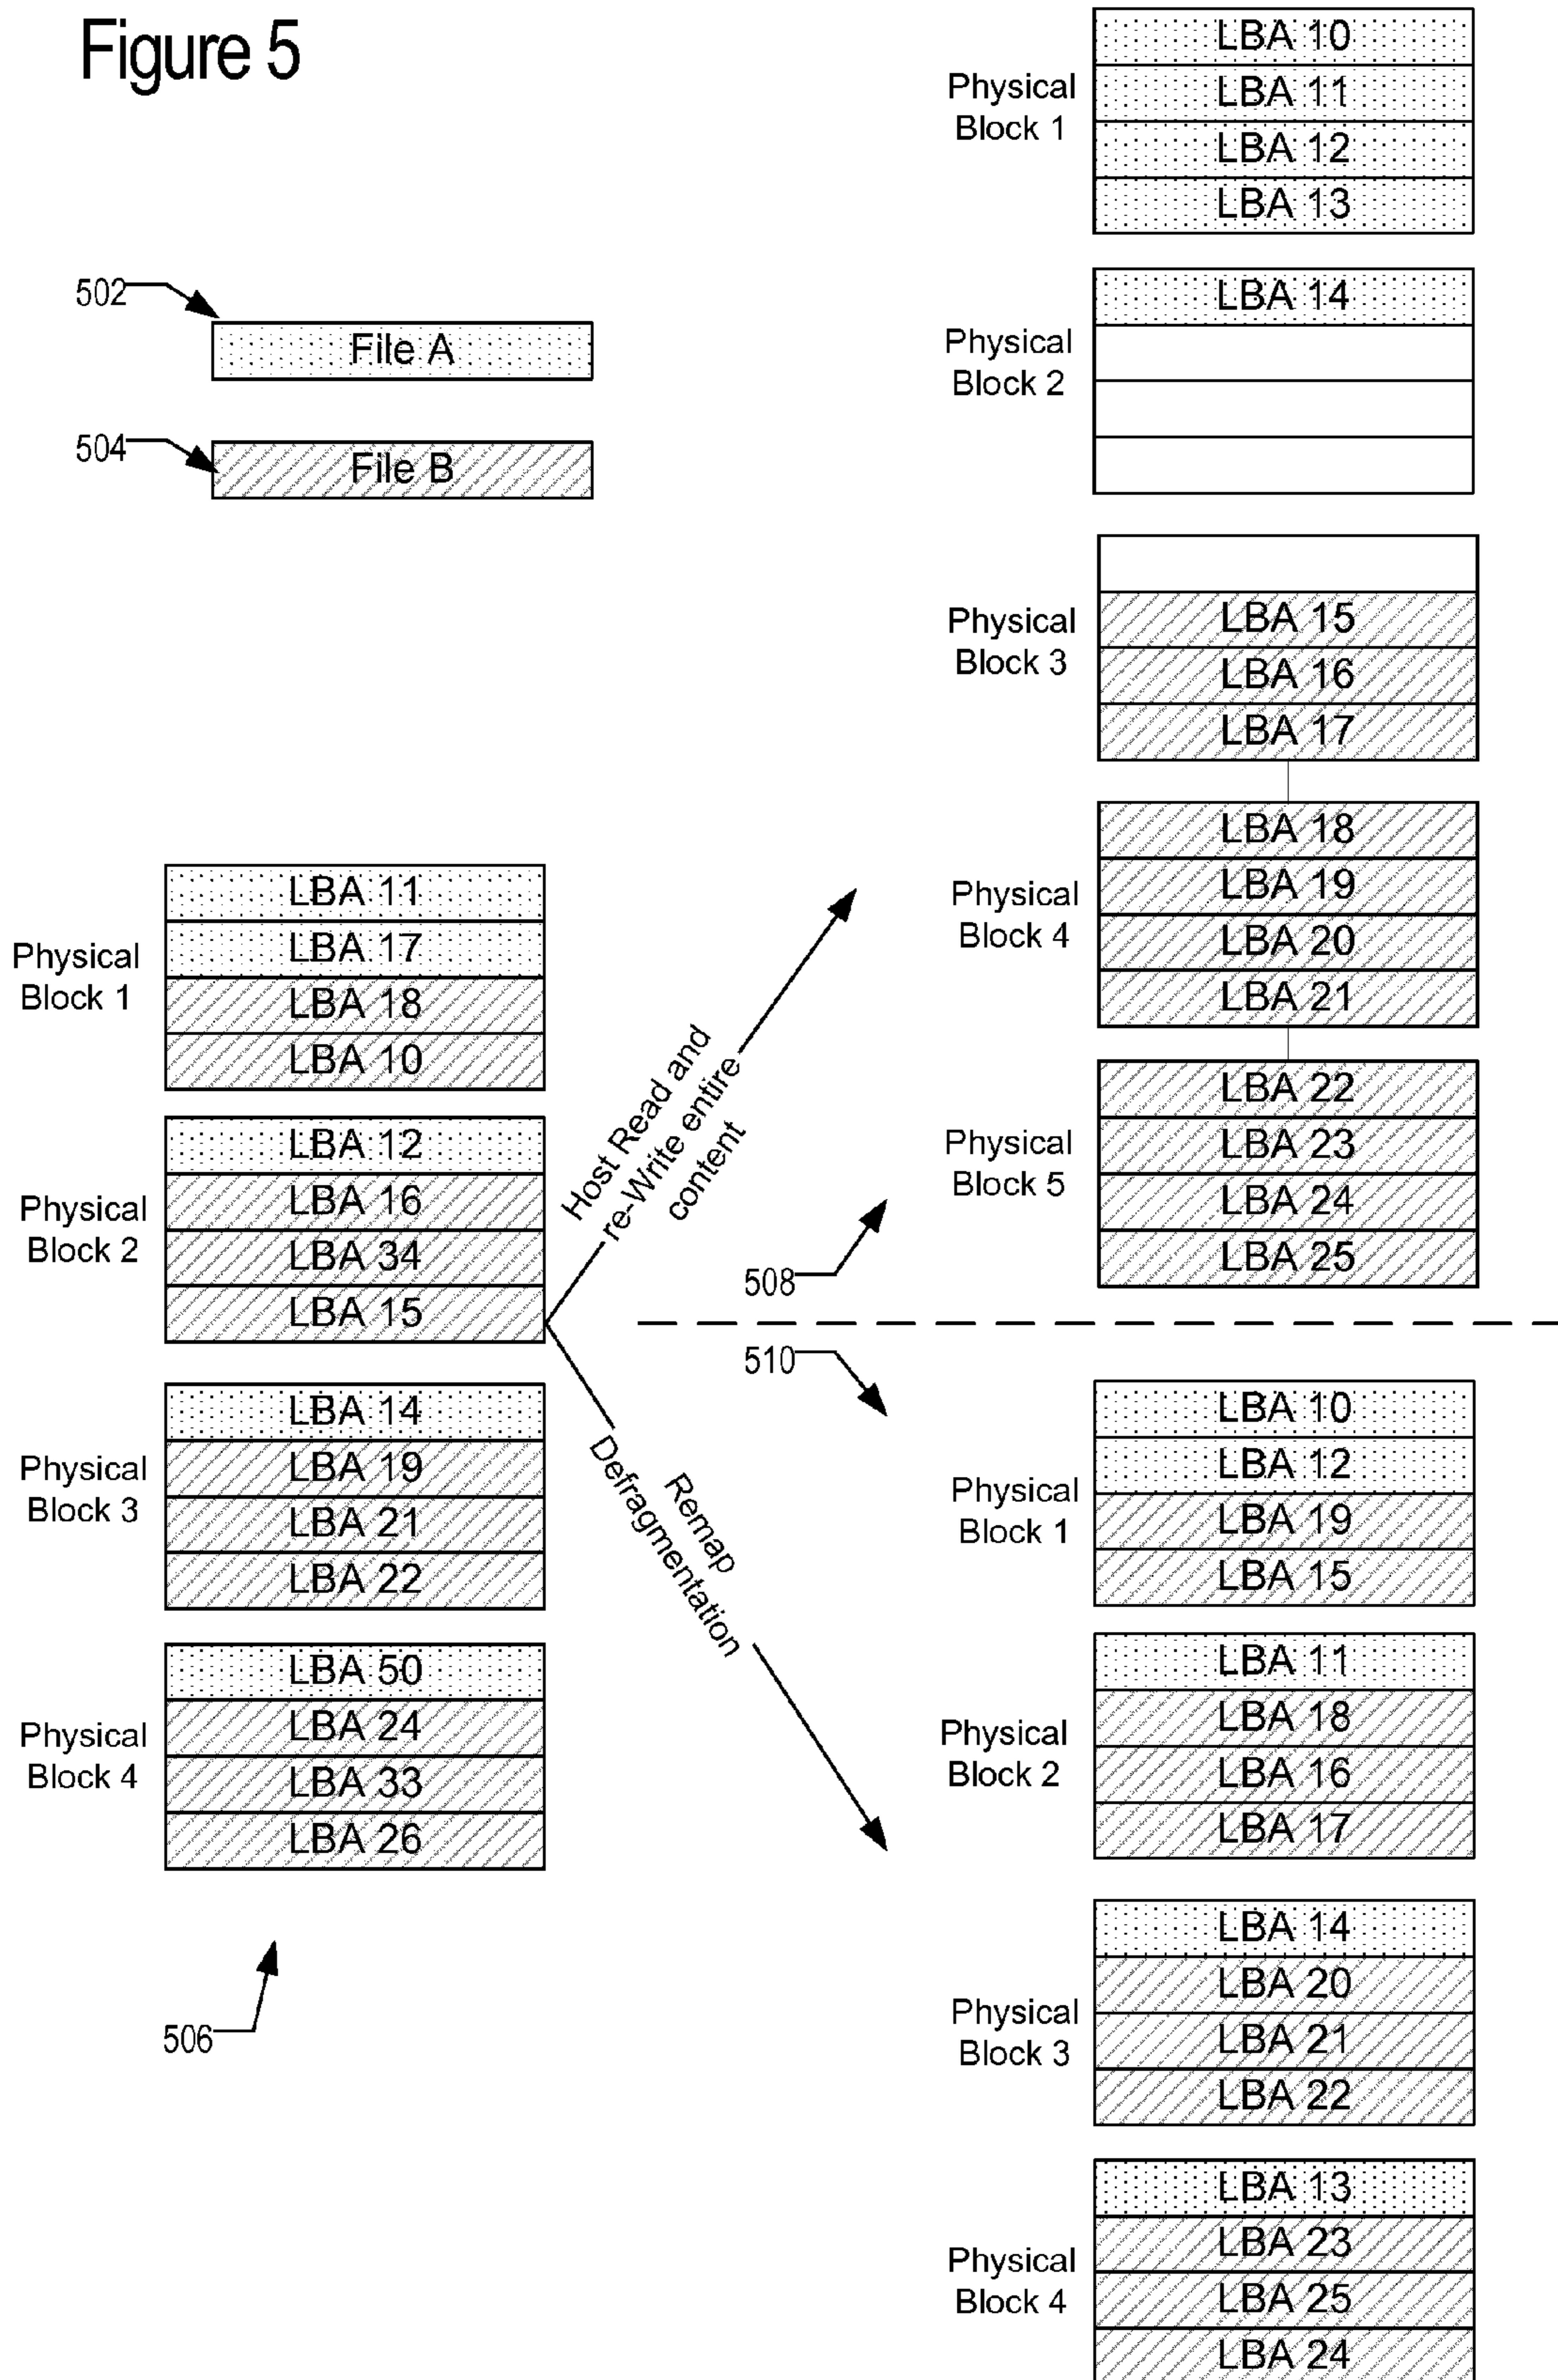 Figure 5
502
File A
504
File B
Physical
Block 1
LBA 11
LBA 17
LBA 18
LBA 10
Physical
Block 2
LBA 12
LBA 16
LBA 34
LBA 15
Physical
Block 3
LBA 14
LBA 19
LBA 21
LBA 22
Physical
Block 4
LBA 50
LBA 24
LBA 33
LBA 26
506
Host Read and
re-Write entire
content
508
Physical
Block 1
LBA 10
LBA 11
LBA 12
LBA 13
Physical
Block 2
LBA 14
Physical
Block 3
LBA 15
LBA 16
LBA 17
Physical
Block 4
LBA 18
LBA 19
LBA 20
LBA 21
Physical
Block 5
LBA 22
LBA 23
LBA 24
LBA 25
510
Remap
Defragmentation
Physical
Block 1
LBA 10
LBA 12
LBA 19
LBA 15
Physical
Block 2
LBA 11
LBA 18
LBA 16
LBA 17
Physical
Block 3
LBA 14
LBA 20
LBA 21
LBA 22
Physical
Block 4
LBA 13
LBA 23
LBA 25
LBA 24